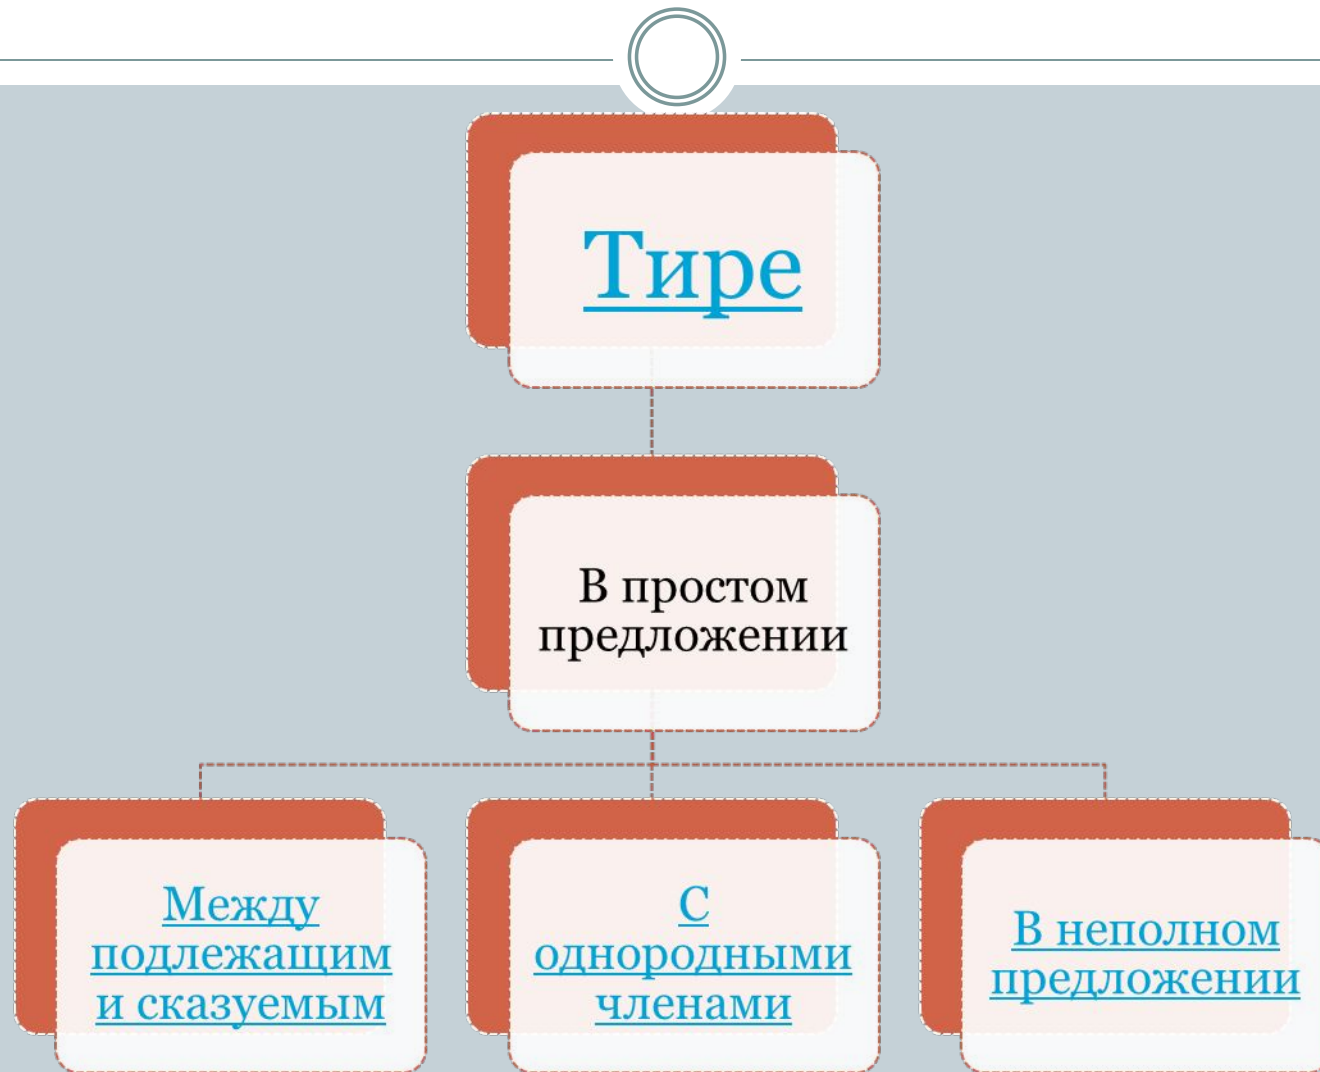 Тире
В простом
предложении
Между
подлежащим
и сказуемым
С
однородными
членами
В неполном
предложении